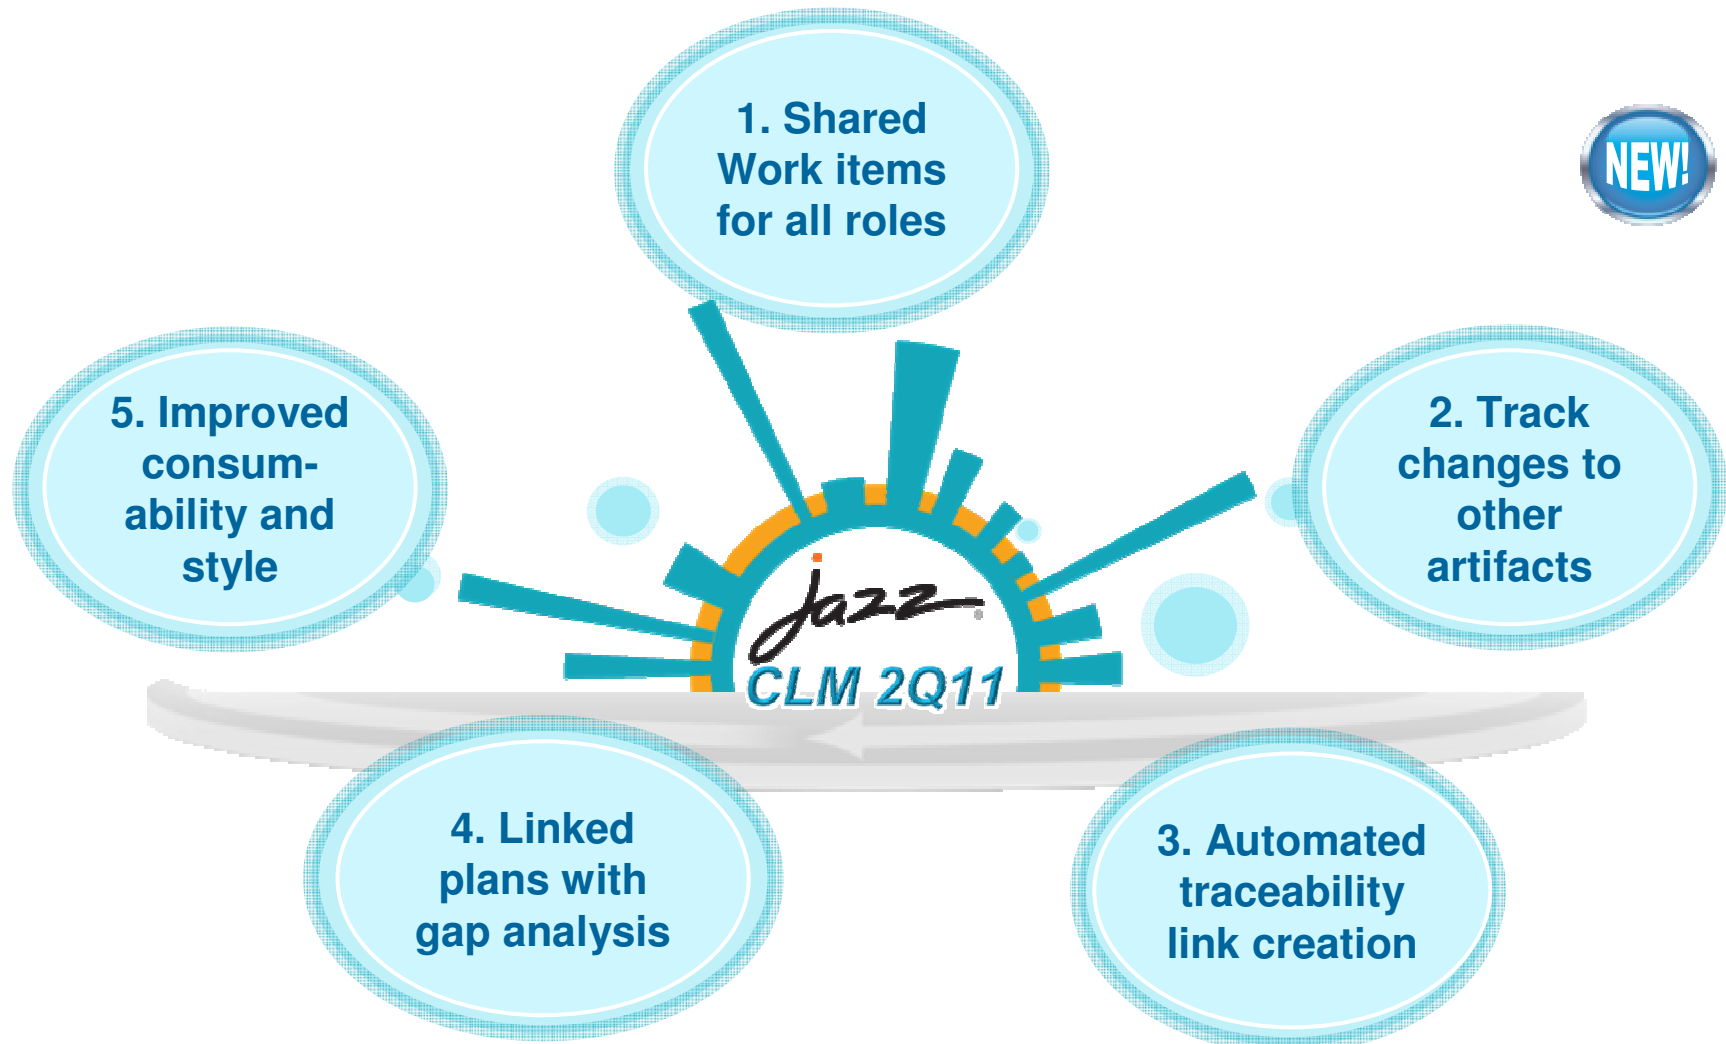 1. Shared
Work items
for all roles
NEW!
5. Improved
consum-
ability and
style
2. Track
changes to
other
artifacts
jazz
CLM 2Q11
4. Linked
plans with
gap analysis
3. Automated
traceability
link creation